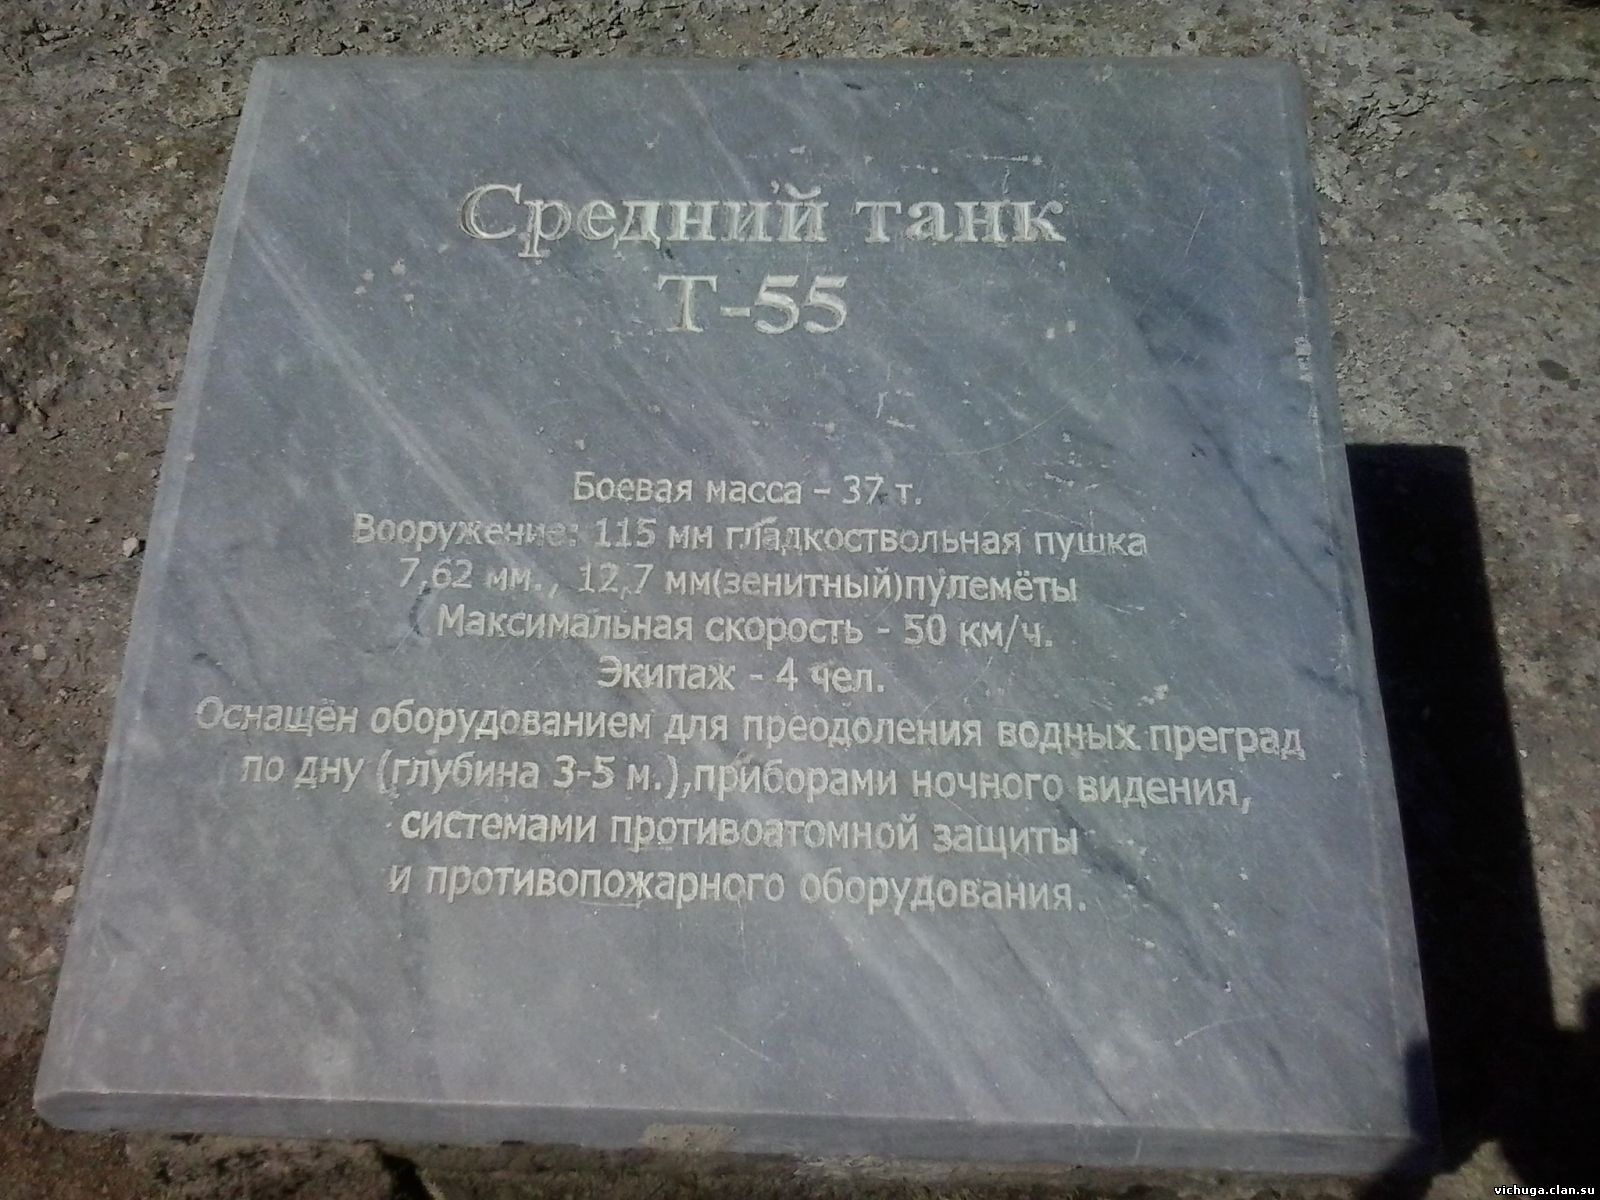 Средний танк
Т-55
Боевая масса – 37 т.
Вооружение: 115 мм гладкоствольная пушка
7,62 мм., 12,7 мм(зенитный)пулемёты
Максимальная скорость - 50 км/ч.
Экипаж - 4 чел.
Оснащён оборудованием для преодоления водных преград
по дну (глубина 3-5 м.),приборами ночного видения,
системами противоатомной защиты
и противопожарного оборудования.
vichuga.clan.su